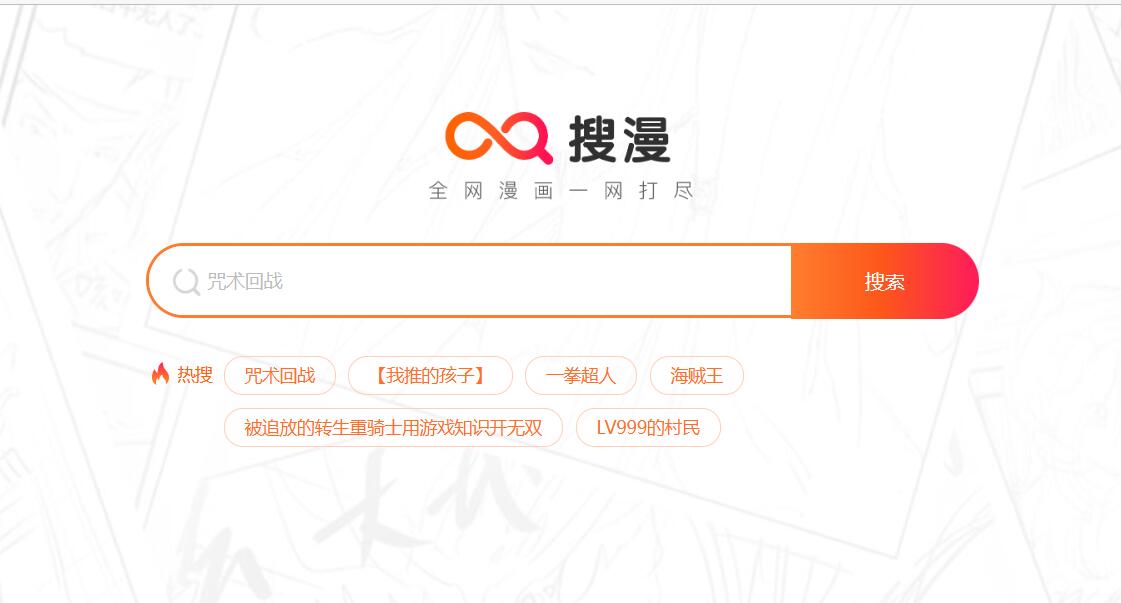 搜漫
全网漫画一网打尽
咒术回战
搜索
热搜 咒术回战 【我推的孩子】 一拳超人 海贼王
被追放的转生重骑士用游戏知识开无双 LV999的村民